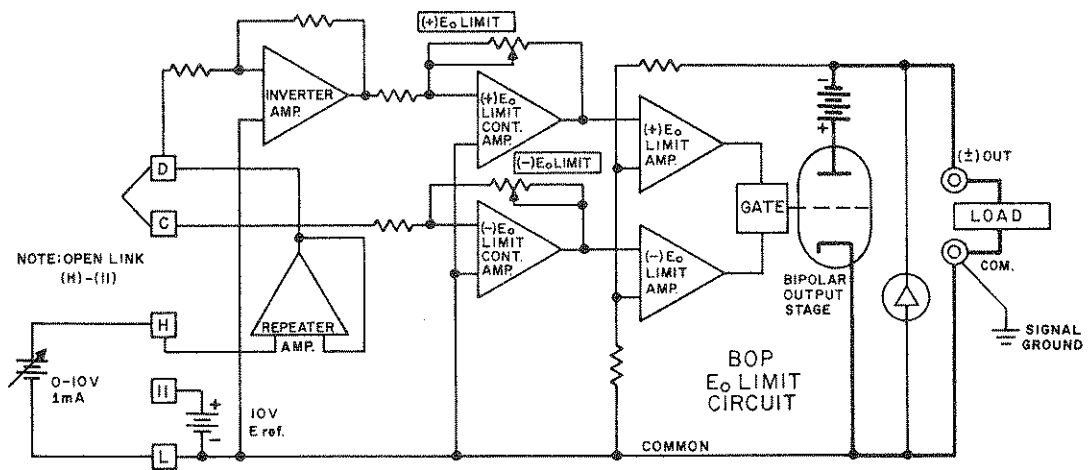 (+)Eₒ LIMIT
INVERTER
AMP.
(+)Eₒ
LIMIT
CONT.
AMP.
(+)Eₒ
LIMIT
AMP.
(−)Eₒ LIMIT
(−)Eₒ
LIMIT
CONT.
AMP.
(−)Eₒ
LIMIT
AMP.
GATE
−
+
BIPOLAR
OUTPUT
STAGE
(±) OUT
LOAD
COM.
SIGNAL
GROUND
D
C
NOTE: OPEN LINK
(H)-(II)
REPEATER
AMP.
H
0-10V
1mA
II
+
−
10V
E ref.
L
COMMON
BOP
Eₒ LIMIT
CIRCUIT